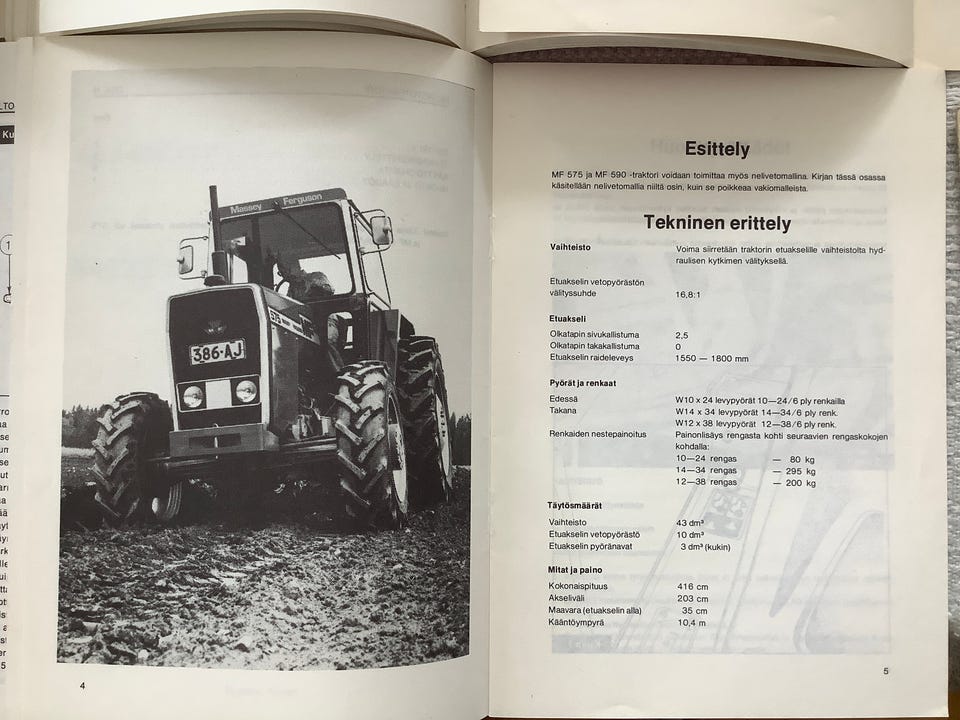 LTO
Ku
1
Massey Ferguson
575
386-AJ
4
Esittely
MF 575 ja MF 590 -traktori voidaan toimittaa myös nelivetomallina. Kirjan tässä osassa
käsitellään nelivetomallia niiltä osin, kuin se poikkeaa vakiomalleista.
Tekninen erittely
Vaihteisto Voima siirretään traktorin etuakselille vaihteistolta hyd-
raulisen kytkimen välityksellä.
Etuakselin vetopyörästön
välityssuhde 16,8:1
Etuakseli
Olkatapin sivukallistuma 2,5
Olkatapin takakallistuma 0
Etuakselin raideleveys 1550 — 1800 mm
Pyörät ja renkaat
Edessä W10 x 24 levypyörät 10—24/6 ply renkailla
Takana W14 x 34 levypyörät 14—34/6 ply renk.
W12 x 38 levypyörät 12—38/6 ply renk.
Renkaiden nestepainoitus Painonlisäys rengasta kohti seuraavien rengaskokojen
kohdalla:
10—24 rengas — 80 kg
14—34 rengas — 295 kg
12—38 rengas — 200 kg
Täytösmäärät
Vaihteisto 43 dm³
Etuakselin vetopyörästö 10 dm³
Etuakselin pyöränavat 3 dm³ (kukin)
Mitat ja paino
Kokonaispituus 416 cm
Akseliväli 203 cm
Maavara (etuakselin alla) 35 cm
Kääntöympyrä 10,4 m
5